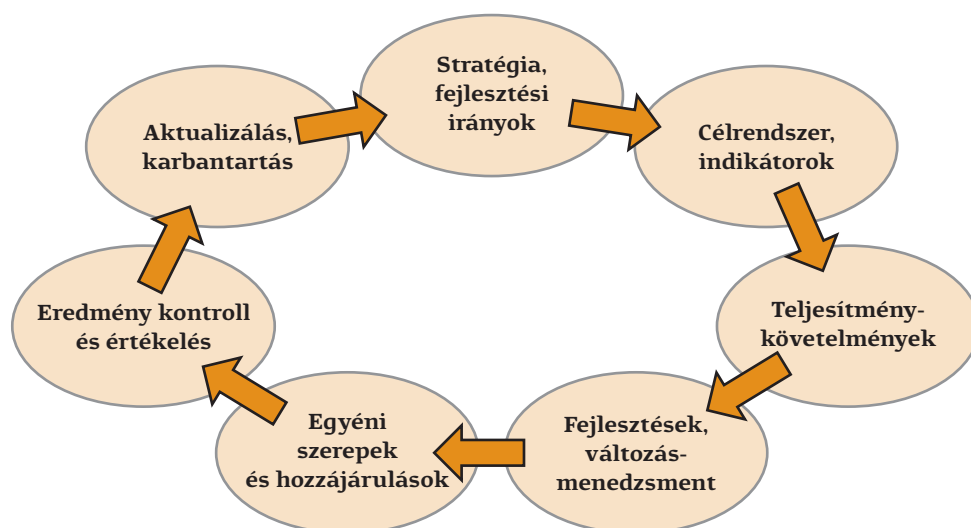 Stratégia,
fejlesztési
irányok
Célrendszer,
indikátorok
Teljesítmény-
követelmények
Fejlesztések,
változás-
menedzsment
Egyéni
szerepek
és hozzájárulások
Eredmény kontroll
és értékelés
Aktualizálás,
karbantartás